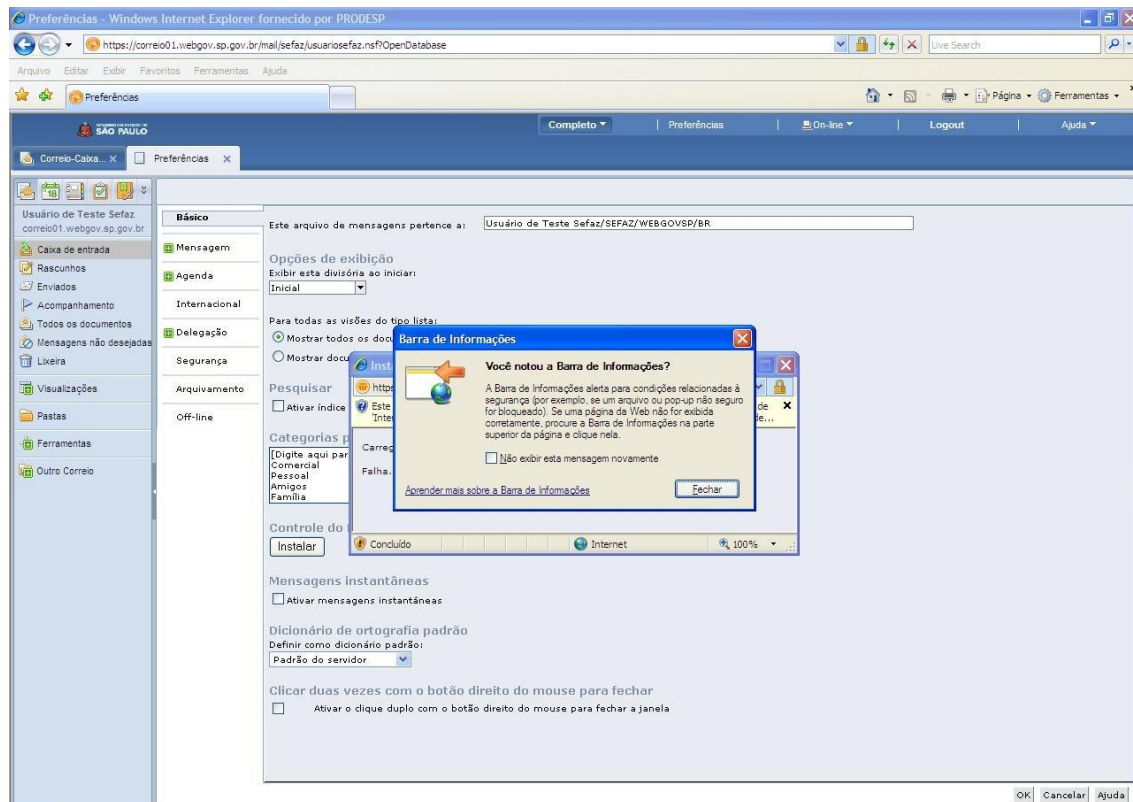 Preferências - Windows Internet Explorer fornecido por PRODESP
https://correio01.webgov.sp.gov.br/mail/sefaz/usuariosefaz.nsf?OpenDatabase
Live Search
Arquivo Editar Exibir Favoritos Ferramentas Ajuda
Preferências
Página Ferramentas
SÃO PAULO
Completo Preferências On-line Logout Ajuda
Correio-Caixa... X Preferências X
18
Usuário de Teste Sefaz
correio01.webgov.sp.gov.br
Caixa de entrada
Rascunhos
Enviados
Acompanhamento
Todos os documentos
Mensagens não desejadas
Lixeira
Visualizações
Pastas
Ferramentas
Outro Correio
Básico
Mensagem
Agenda
Internacional
Delegação
Segurança
Arquivamento
Off-line
Este arquivo de mensagens pertence a: Usuário de Teste Sefaz/SEFAZ/WEBGOVSP/BR
Opções de exibição
Exibir esta divisória ao iniciar:
Inicial
Para todas as visões do tipo lista:
Mostrar todos os docu
Mostrar docu
Pesquisar
Ativar índice
Categorias p
[Digite aqui par
Comercial
Pessoal
Amigos
Família
Controle do
Instalar
Insta
https
Este
'Inter
de
de...
Carreg
Falha.
Concluído Internet 100%
Barra de Informações
Você notou a Barra de Informações?
A Barra de Informações alerta para condições relacionadas à
segurança (por exemplo, se um arquivo ou pop-up não seguro
for bloqueado). Se uma página da Web não for exibida
corretamente, procure a Barra de Informações na parte
superior da página e clique nela.
Não exibir esta mensagem novamente
Aprender mais sobre a Barra de Informações Fechar
Mensagens instantâneas
Ativar mensagens instantâneas
Dicionário de ortografia padrão
Definir como dicionário padrão:
Padrão do servidor
Clicar duas vezes com o botão direito do mouse para fechar
Ativar o clique duplo com o botão direito do mouse para fechar a janela
OK Cancelar Ajuda